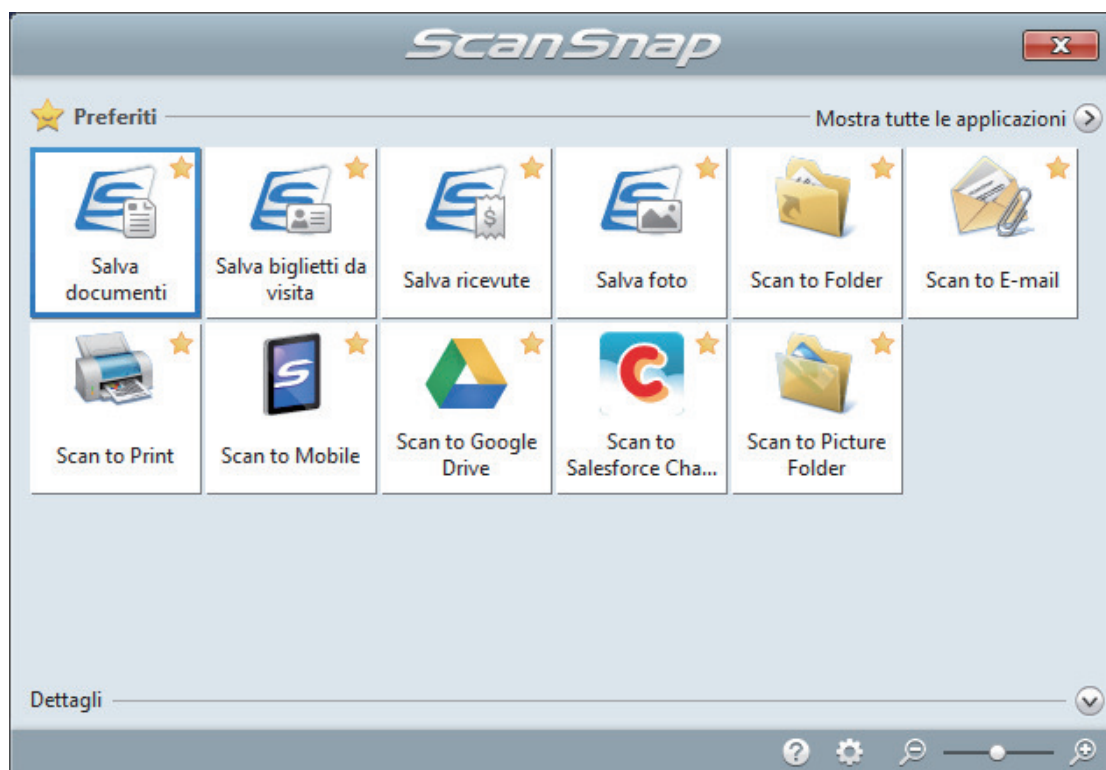 ScanSnap
Preferiti
Mostra tutte le applicazioni
Salva
documenti
Salva biglietti da
visita
Salva ricevute
Salva foto
Scan to Folder
Scan to E-mail
Scan to Print
Scan to Mobile
Scan to Google
Drive
Scan to
Salesforce Cha...
Scan to Picture
Folder
Dettagli